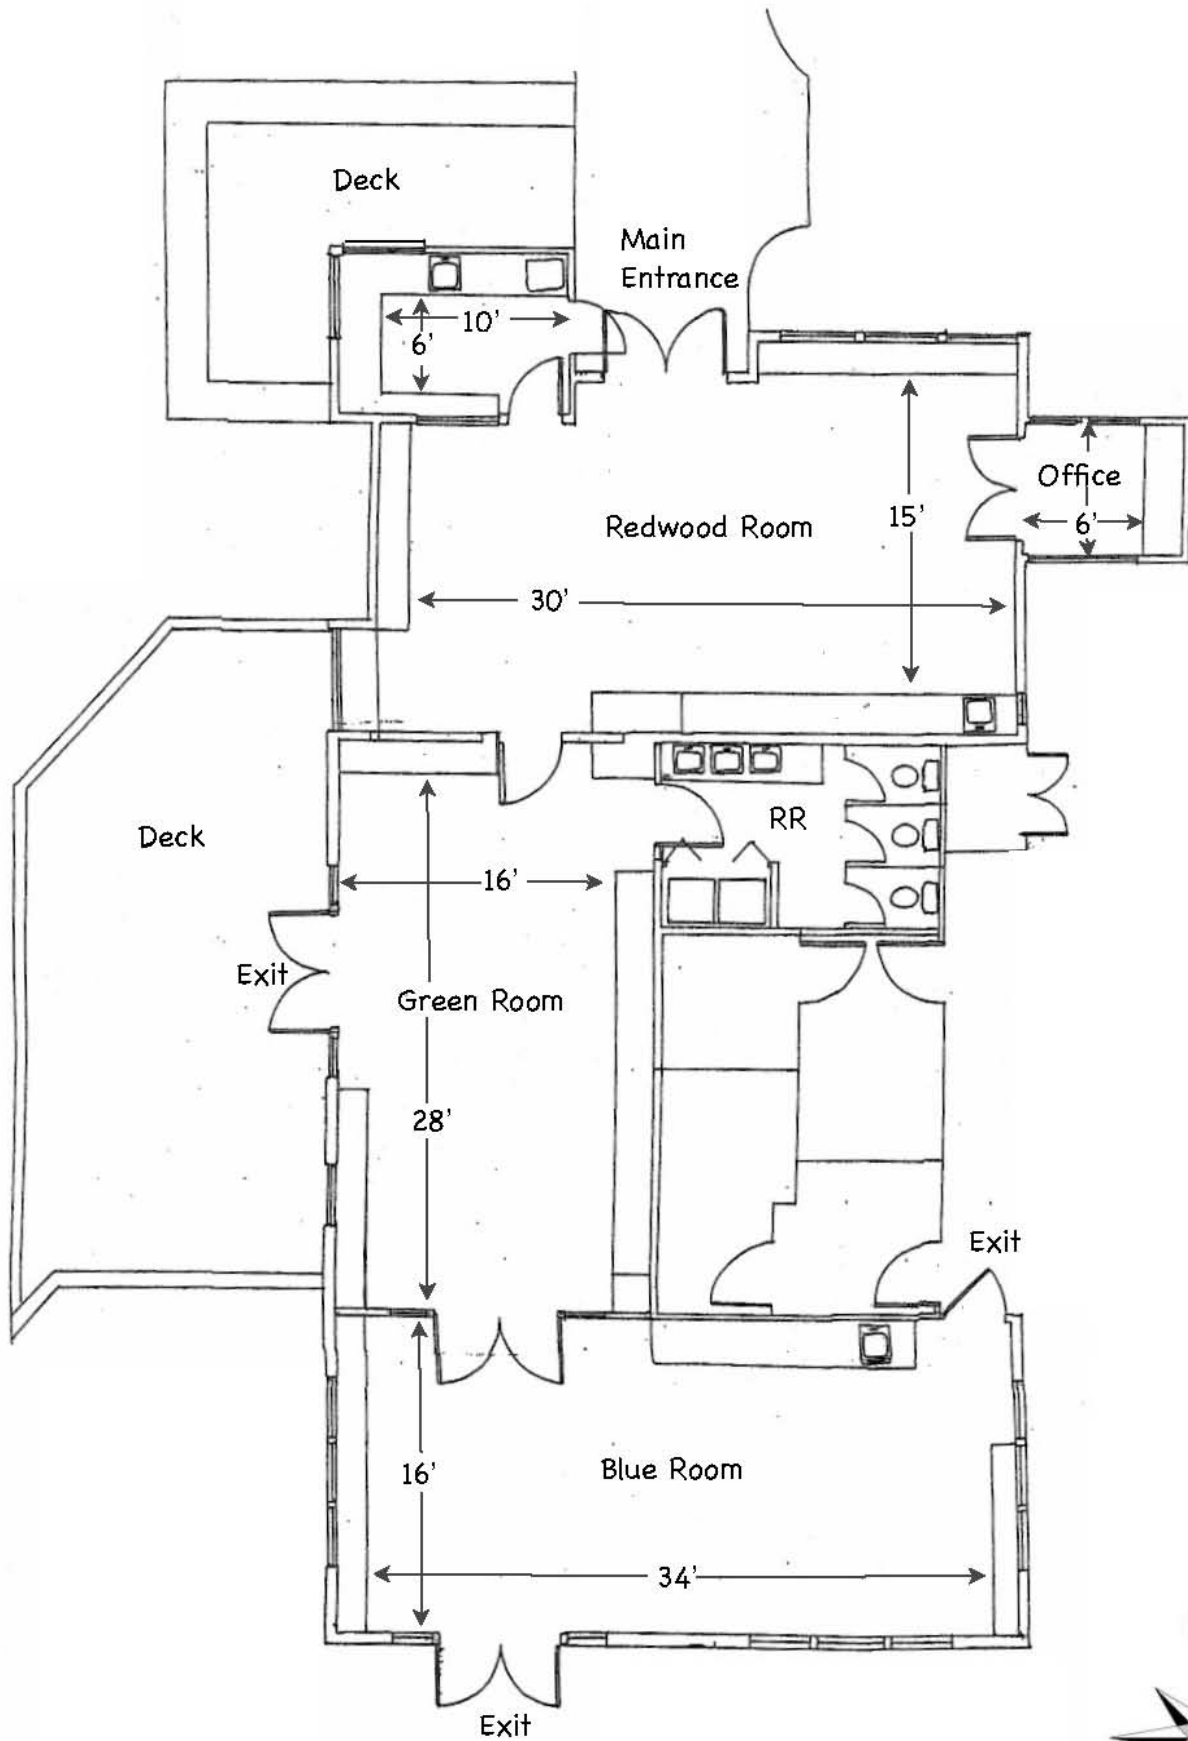 Deck
Main
Entrance
10'
6'
Office
15'
6'
Redwood Room
30'
RR
Deck
16'
Exit
Green Room
28'
Exit
16'
Blue Room
34'
Exit